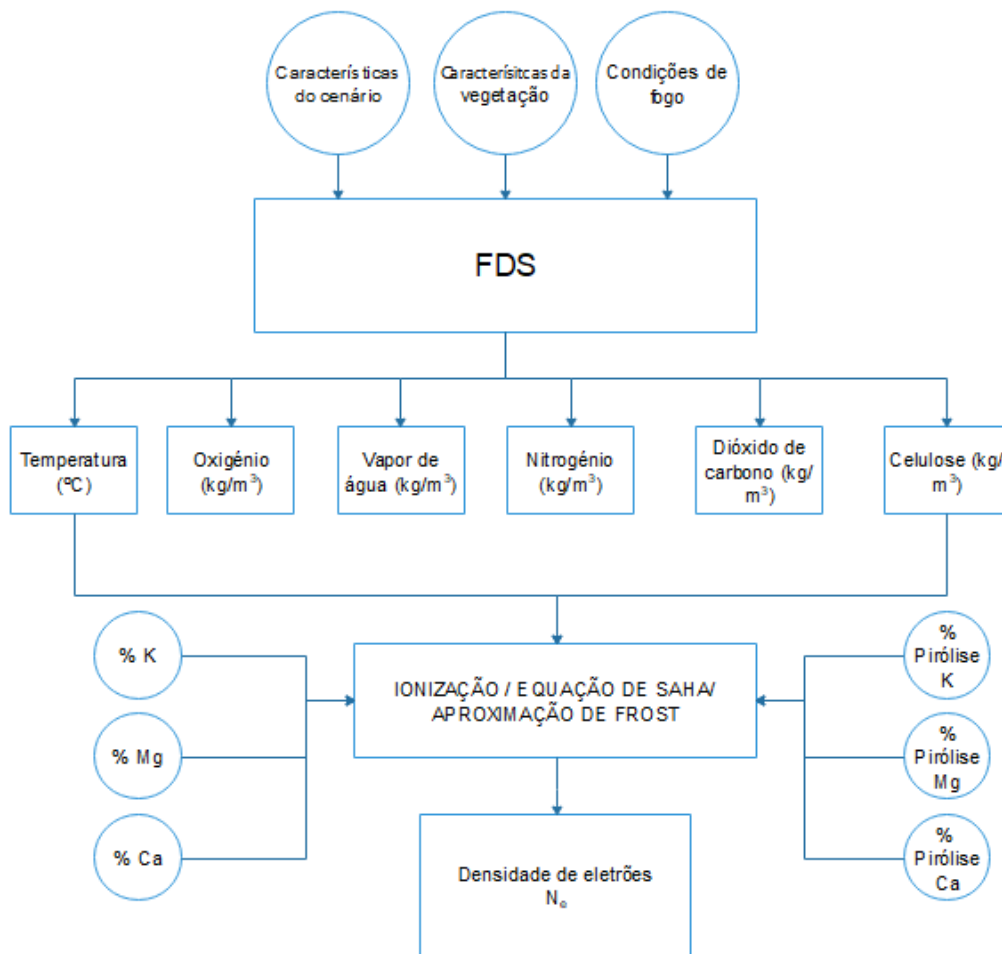 Características
do cenário
Caracterísitcas da
vegetação
Condições de
fogo
FDS
Temperatura
(ºC)
Oxigénio
(kg/m³)
Vapor de
água (kg/m³)
Nitrogénio
(kg/m³)
Dióxido de
carbono (kg/
m³)
Celulose (kg/
m³)
% K
% Mg
% Ca
IONIZAÇÃO / EQUAÇÃO DE SAHA/
APROXIMAÇÃO DE FROST
%
Pirólise
K
%
Pirólise
Mg
%
Pirólise
Ca
Densidade de eletrões
Nₑ